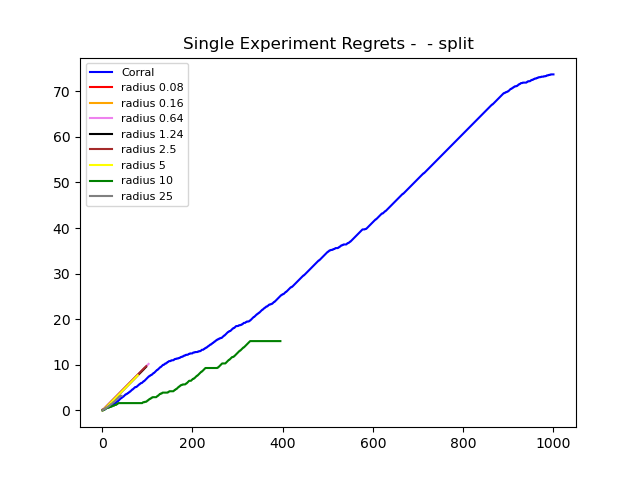 Single Experiment Regrets -  - split
Corral
radius 0.08
radius 0.16
radius 0.64
radius 1.24
radius 2.5
radius 5
radius 10
radius 25
70
60
50
40
30
20
10
0
0 200 400 600 800 1000